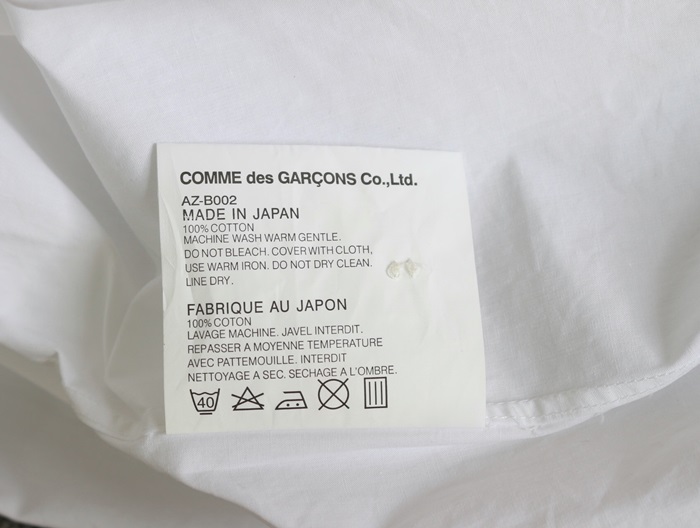 COMME des GARÇONS Co.,Ltd.
AZ-B002
MADE IN JAPAN
100% COTTON
MACHINE WASH WARM GENTLE.
DO NOT BLEACH. COVER WITH CLOTH,
USE WARM IRON. DO NOT DRY CLEAN.
LINE DRY.
FABRIQUE AU JAPON
100% COTON
LAVAGE MACHINE. JAVEL INTERDIT.
REPASSER A MOYENNE TEMPERATURE
AVEC PATTEMOUILLE. INTERDIT
NETTOYAGE A SEC. SECHAGE A L'OMBRE.
40